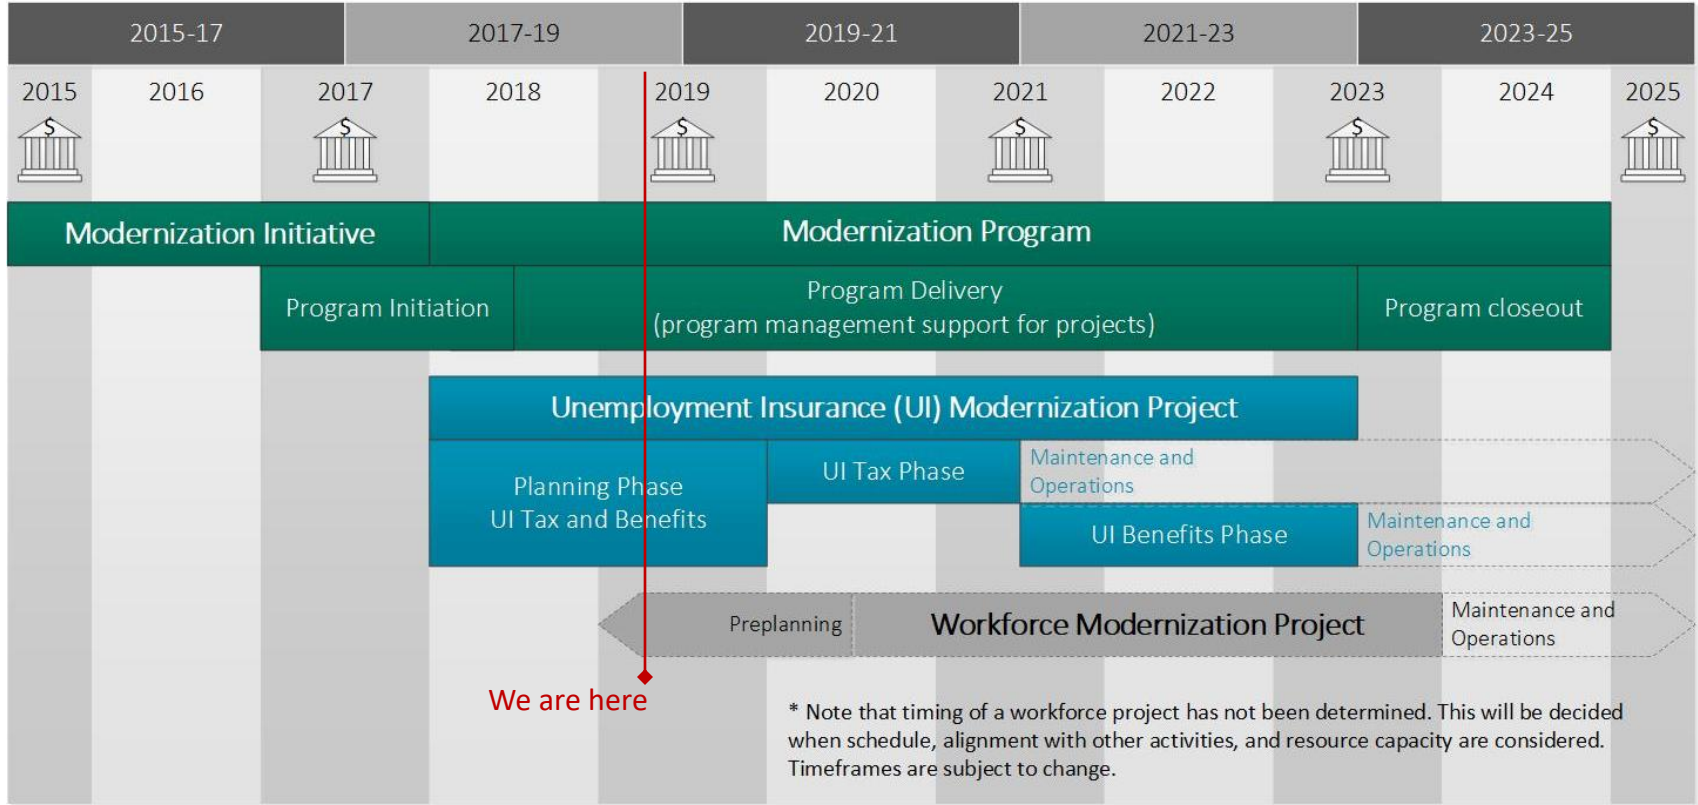 2015-17 2017-19 2019-21 2021-23 2023-25
2015 2016 2017 2018 2019 2020 2021 2022 2023 2024 2025
$ $ $ $ $ $
Modernization Initiative Modernization Program
Program Initiation
Program Delivery
(program management support for projects)
Program closeout
Unemployment Insurance (UI) Modernization Project
Planning Phase
UI Tax and Benefits
UI Tax Phase
Maintenance and
Operations
UI Benefits Phase
Maintenance and
Operations
Preplanning
Workforce Modernization Project
Maintenance and
Operations
We are here
* Note that timing of a workforce project has not been determined. This will be decided
when schedule, alignment with other activities, and resource capacity are considered.
Timeframes are subject to change.